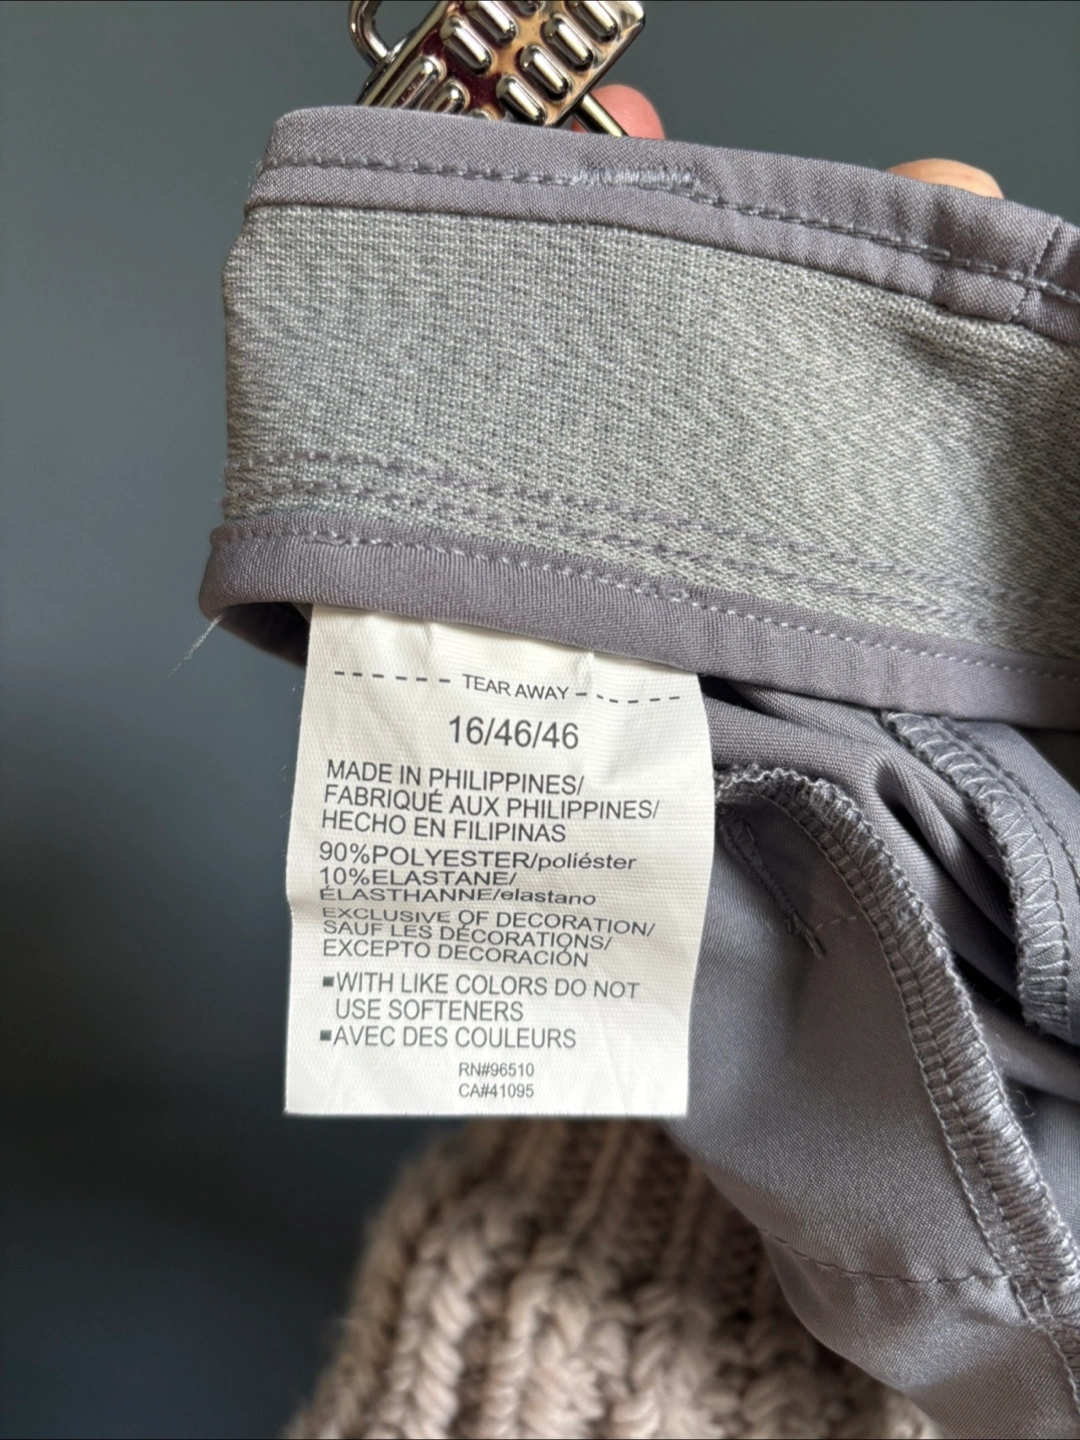 TEAR AWAY
16/46/46
MADE IN PHILIPPINES/
FABRIQUÉ AUX PHILIPPINES/
HECHO EN FILIPINAS
90%POLYESTER/poliéster
10%ELASTANE/
ÉLASTHANNE/elastano
EXCLUSIVE OF DECORATION/
SAUF LES DÉCORATIONS/
EXCEPTO DECORACIÓN
▪WITH LIKE COLORS DO NOT
USE SOFTENERS
▪AVEC DES COULEURS
RN#96510
CA#41095